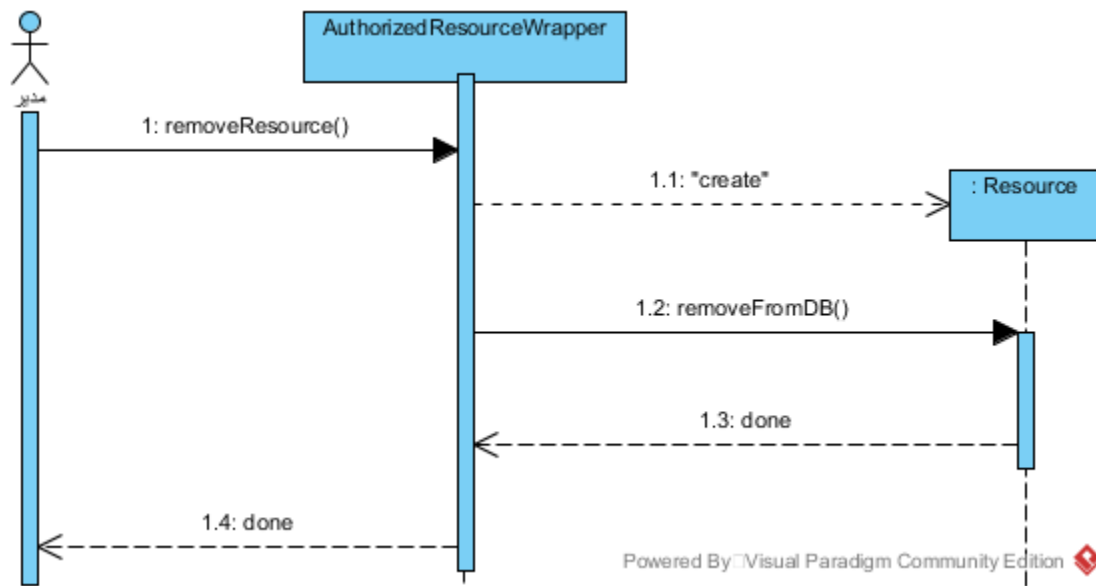 AuthorizedResourceWrapper
مدیر
1: removeResource()
1.1: "create"
: Resource
1.2: removeFromDB()
1.3: done
1.4: done
Powered By Visual Paradigm Community Edition